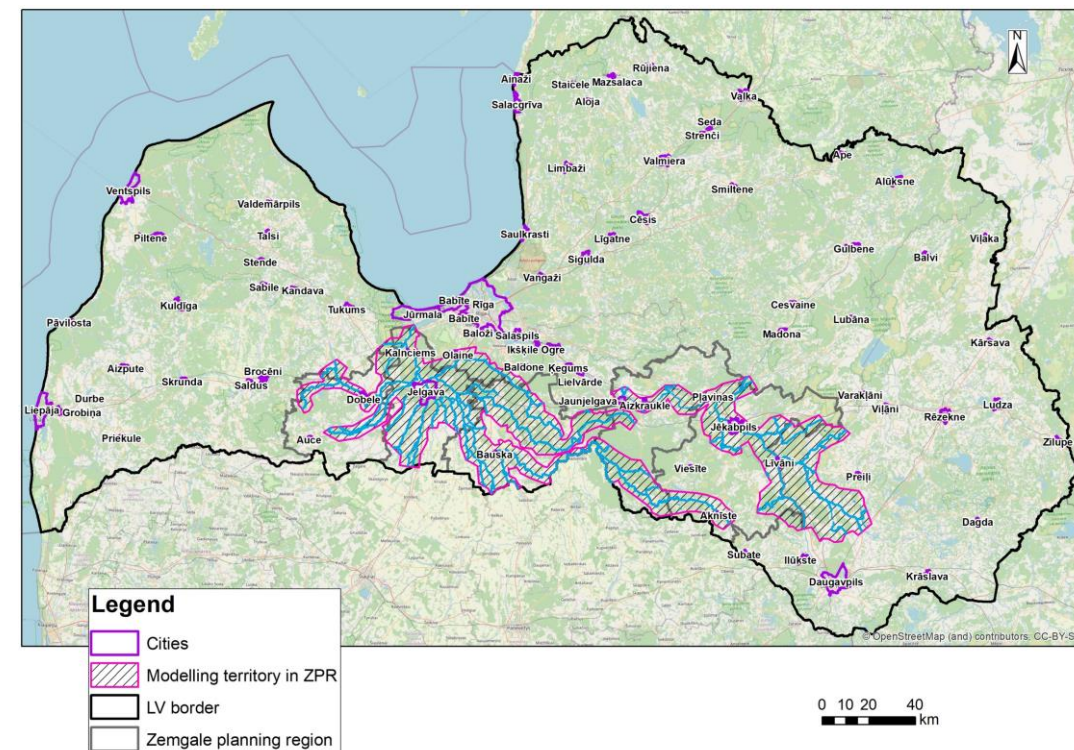 N
Ainaži
Staicele
Mazsalaca
Rūjiena
Salacgrīva
Aloja
Valka
Seda
Strenči
Limbaži
Valmiera
Ape
Smiltene
Alūksne
Ventspils
Valdemārpils
Cēsis
Piltene
Talsi
Saulkrasti
Līgatne
Sigulda
Gulbene
Balvi
Viļaka
Stende
Vangaži
Sabile
Kandava
Kuldīga
Tukums
Babīte
Rīga
Jūrmala
Babīte
Cesvaine
Lubāna
Pāvilosta
Baloži
Salaspils
Madona
Kārsava
Ikšķile
Ogre
Kalnciems
Olaine
Baldone
Ķegums
Lielvārde
Aizpute
Skrunda
Brocēni
Saldus
Jelgava
Dobele
Jaunjelgava
Aizkraukle
Pļaviņas
Varakļāni
Viļāni
Rēzekne
Ludza
Durbe
Liepāja
Grobiņa
Priekule
Auce
Bauska
Jēkabpils
Zilupe
Viesīte
Līvāni
Preiļi
Aknīste
Dagda
Subate
Ilūkste
Daugavpils
Krāslava
© OpenStreetMap (and) contributors, CC-BY-S
Legend
Cities
Modelling territory in ZPR
LV border
Zemgale planning region
0 10 20 40
km